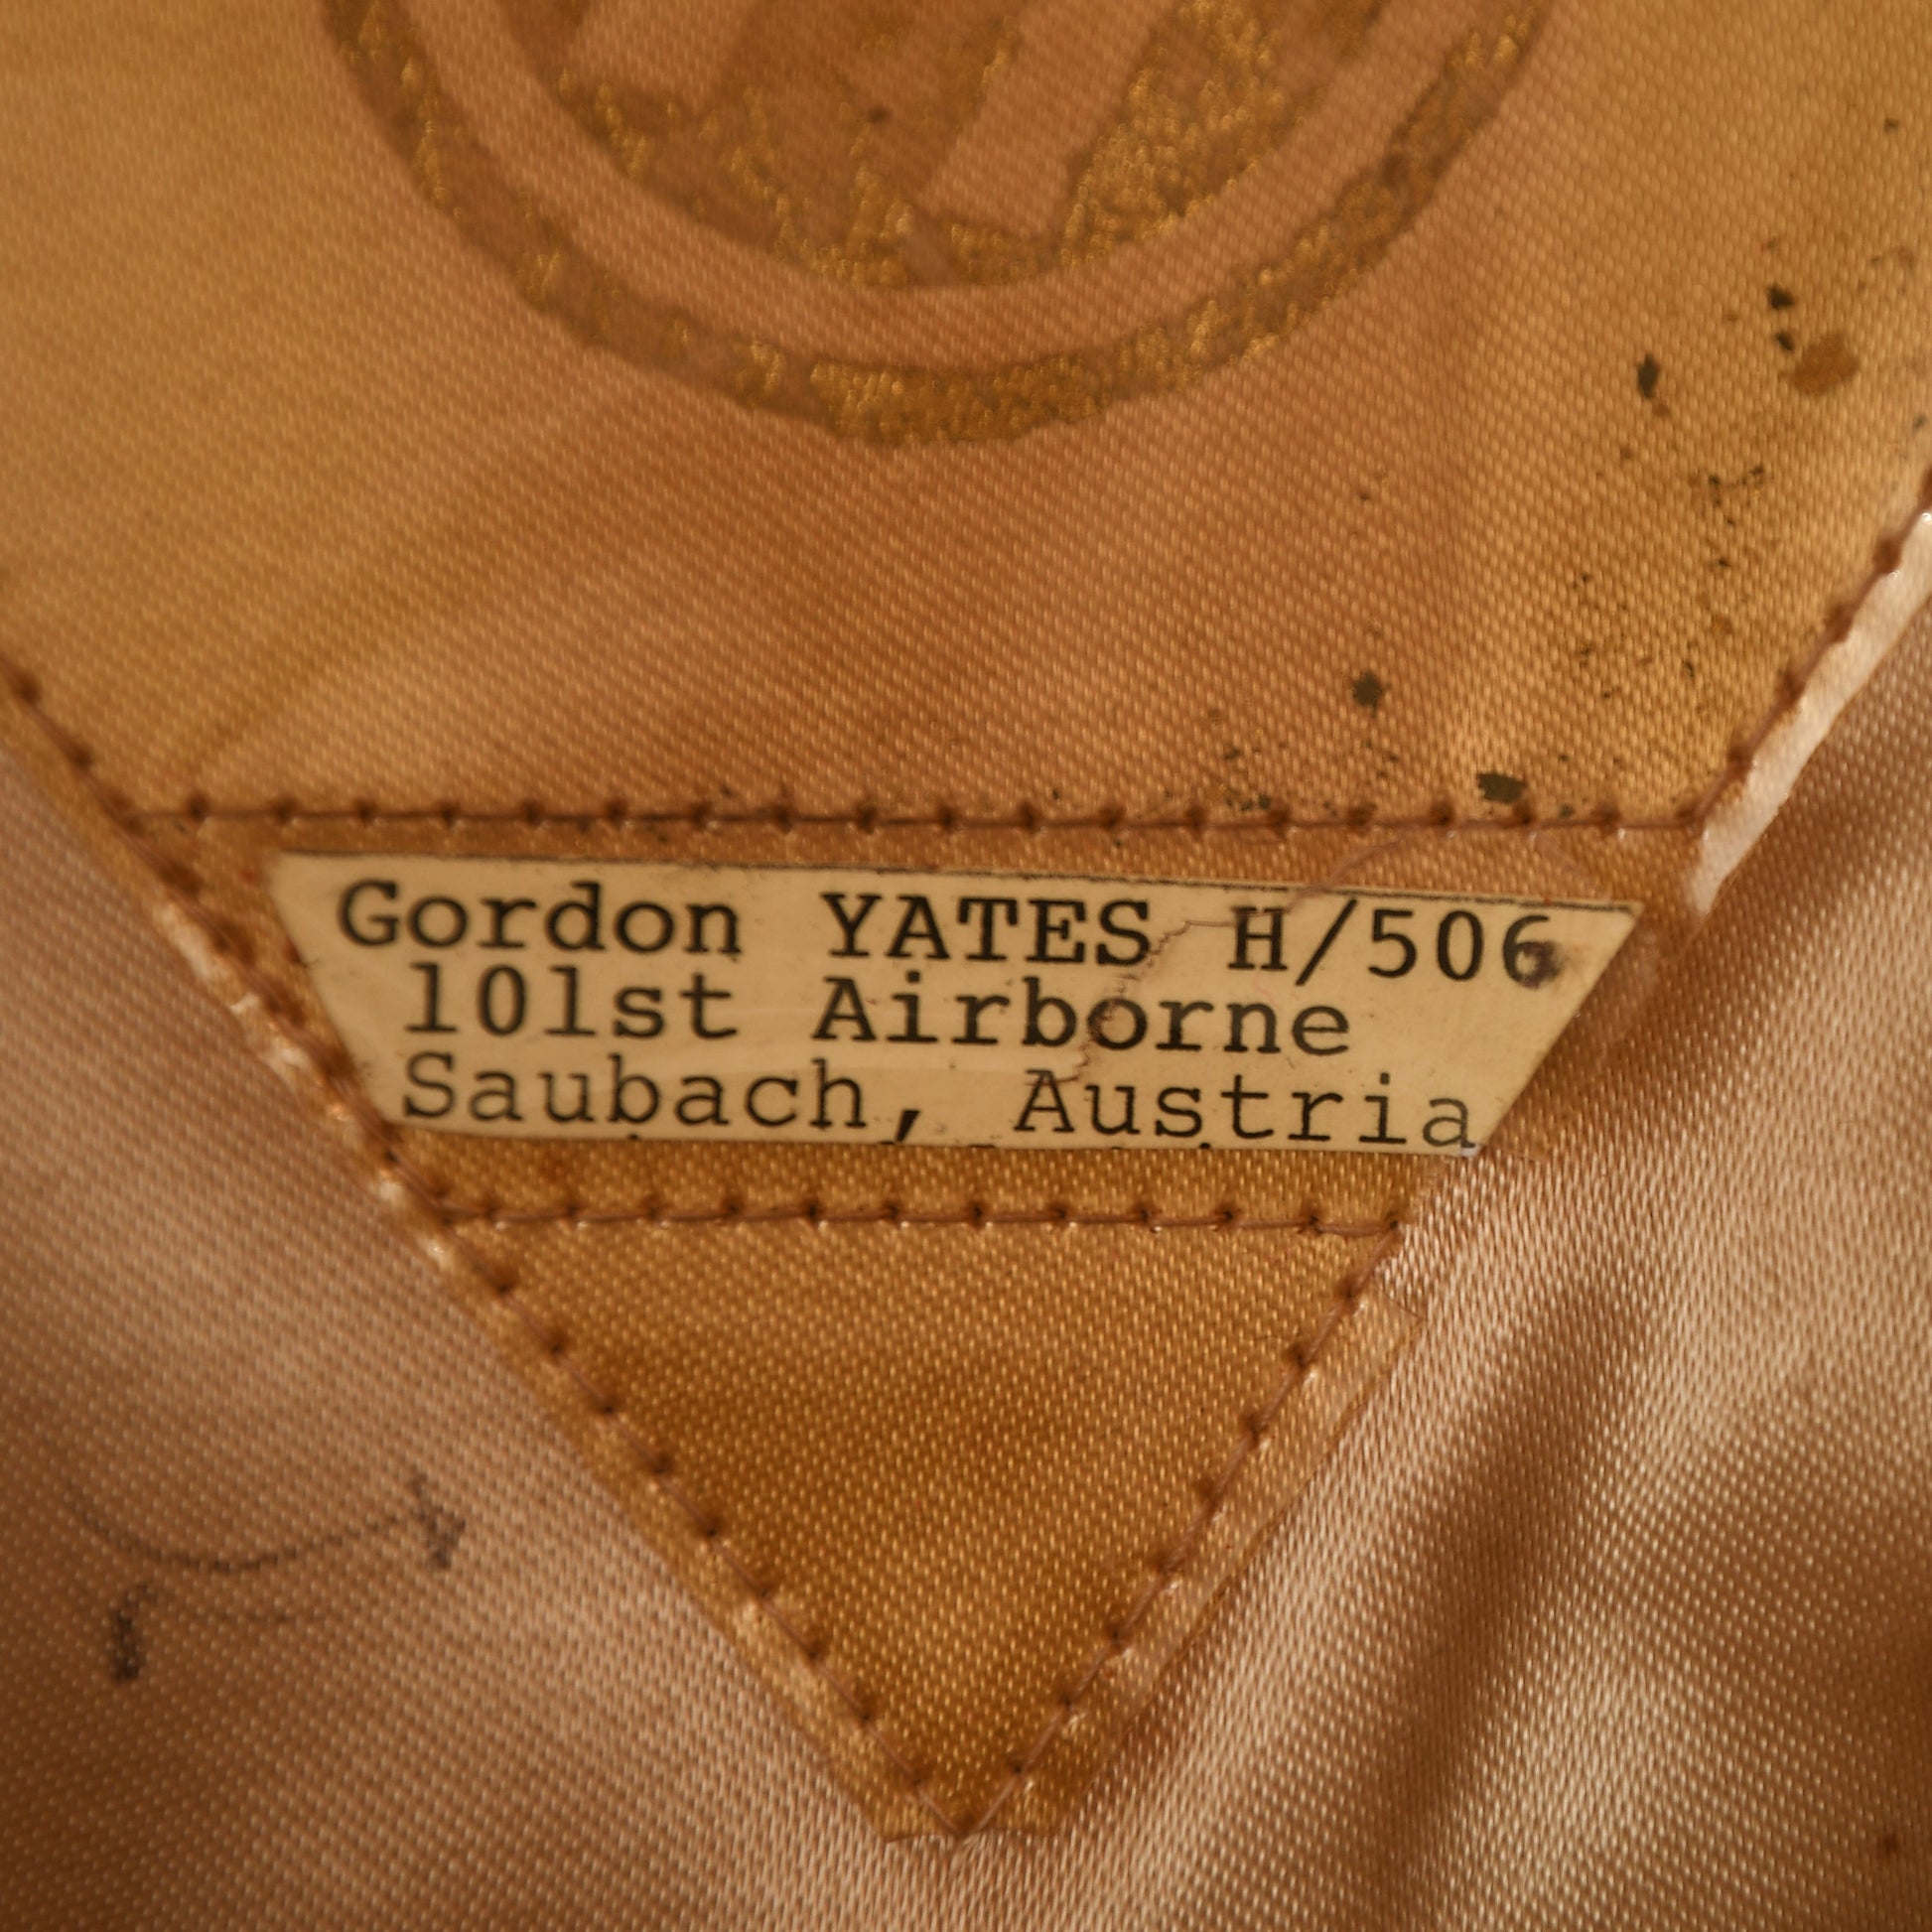 Gordon YATES H/506
101st Airborne
Saubach, Austria